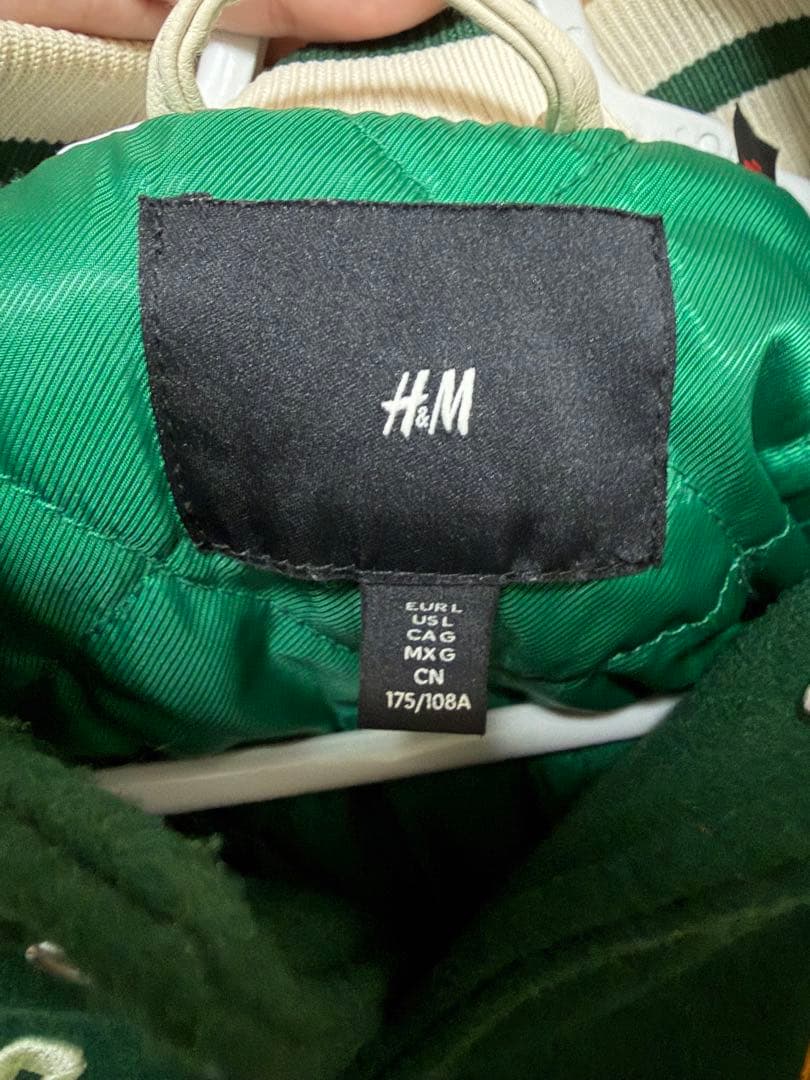 H&M
EUR L
US L
CA G
MX G
CN
175/108A